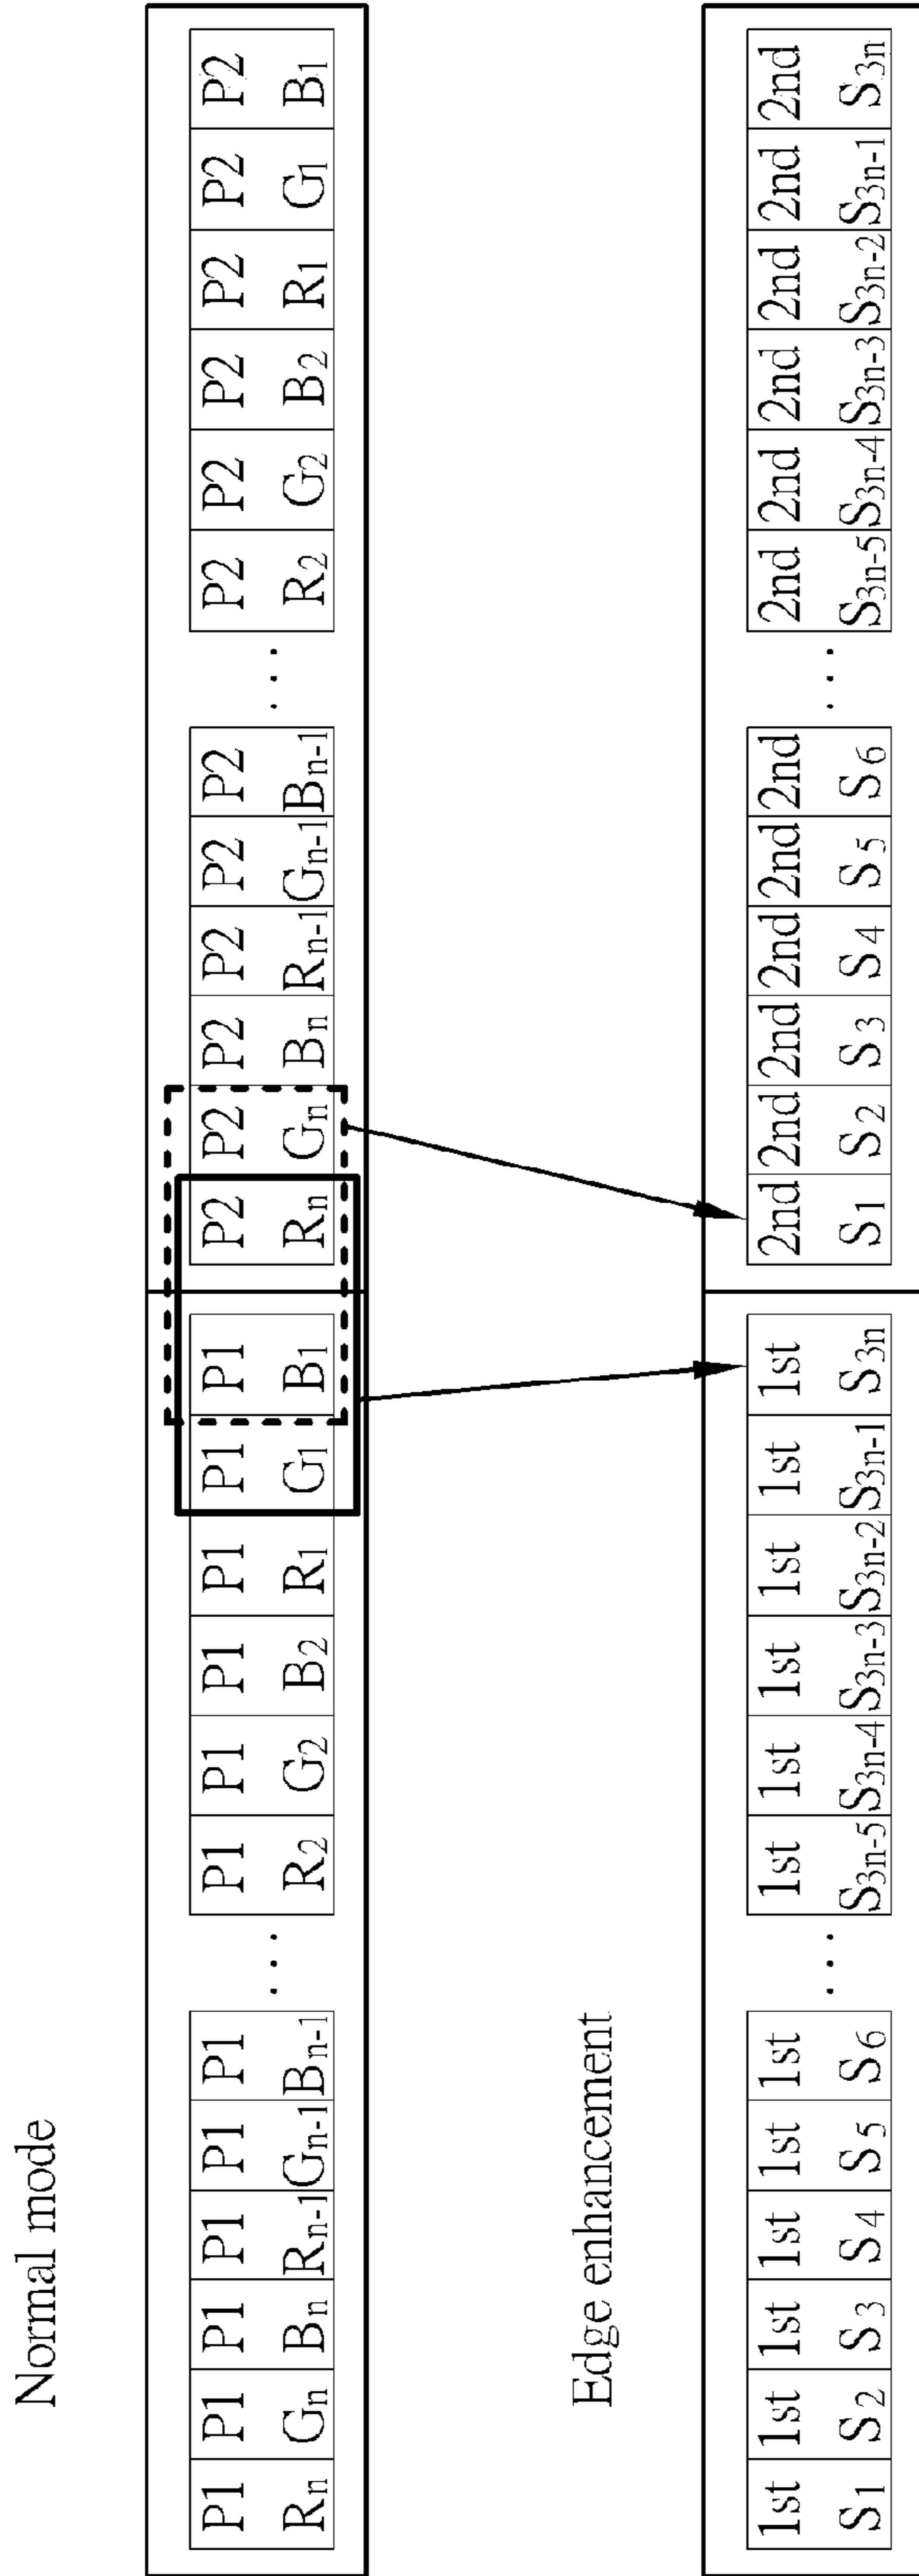 Normal mode
P1 P1 P1 P1 P1 P1 ... P1 P1 P1 P1 P1 P1 P2 P2 P2 P2 P2 P2 ... P2 P2 P2 P2 P2 P2
Rn Gn Bn Rn-1 Gn-1 Bn-1 R2 G2 B2 R1 G1 B1 Rn Gn Bn Rn-1 Gn-1 Bn-1 R2 G2 B2 R1 G1 B1
Edge enhancement
1st 1st 1st 1st 1st 1st ... 1st 1st 1st 1st 1st 1st 2nd 2nd 2nd 2nd 2nd 2nd ... 2nd 2nd 2nd 2nd 2nd 2nd
S1 S2 S3 S4 S5 S6 S3n-5 S3n-4 S3n-3 S3n-2 S3n-1 S3n S1 S2 S3 S4 S5 S6 S3n-5 S3n-4 S3n-3 S3n-2 S3n-1 S3n